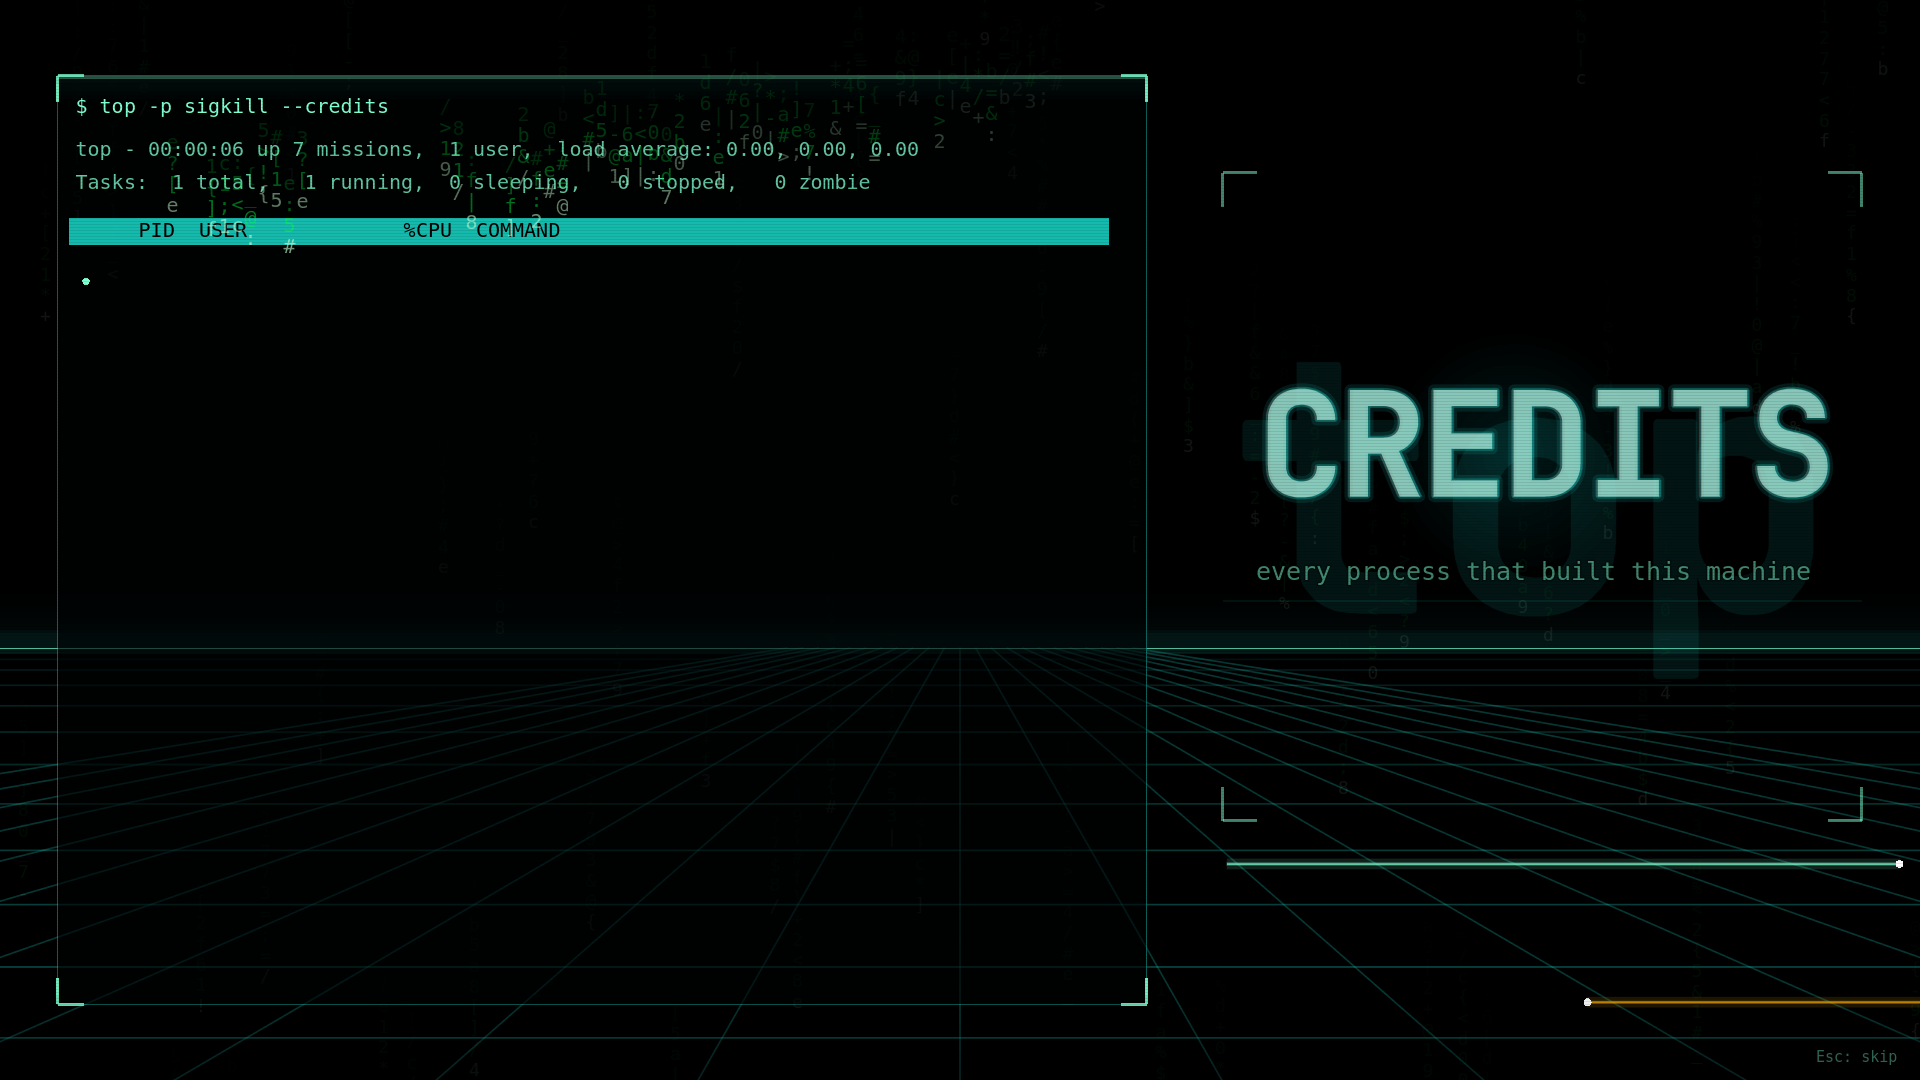 $ top -p sigkill --credits
top - 00:00:06 up 7 missions,  1 user,  load average: 0.00, 0.00, 0.00
Tasks:  1 total,   1 running,  0 sleeping,   0 stopped,   0 zombie
PID  USER             %CPU  COMMAND
top
CREDITS
every process that built this machine
Esc: skip